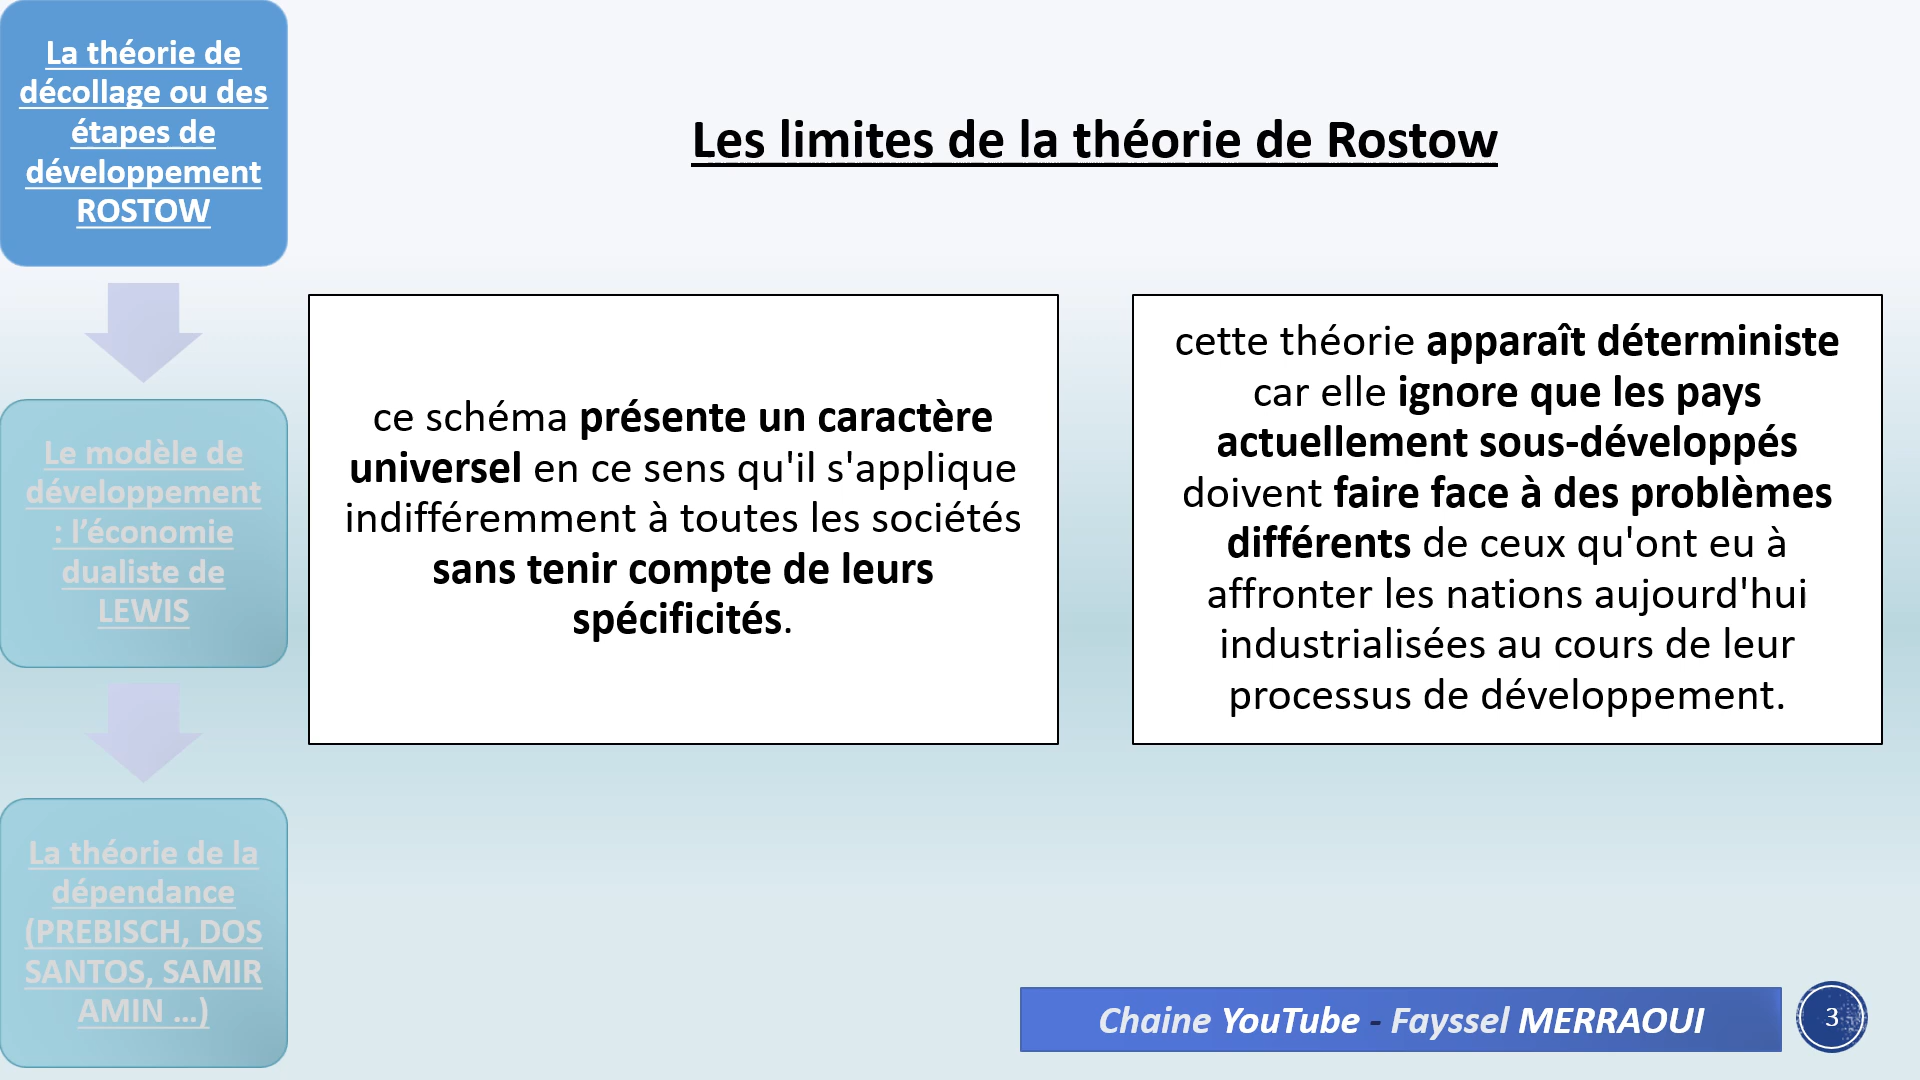 La théorie de
décollage ou des
étapes de
développement
ROSTOW
Le modèle de
développement
: l’économie
dualiste de
LEWIS
La théorie de la
dépendance
(PREBISCH, DOS
SANTOS, SAMIR
AMIN …)
Les limites de la théorie de Rostow
ce schéma présente un caractère
universel en ce sens qu'il s'applique
indifféremment à toutes les sociétés
sans tenir compte de leurs
spécificités.
cette théorie apparaît déterministe
car elle ignore que les pays
actuellement sous-développés
doivent faire face à des problèmes
différents de ceux qu'ont eu à
affronter les nations aujourd'hui
industrialisées au cours de leur
processus de développement.
Chaine YouTube - Fayssel MERRAOUI
3